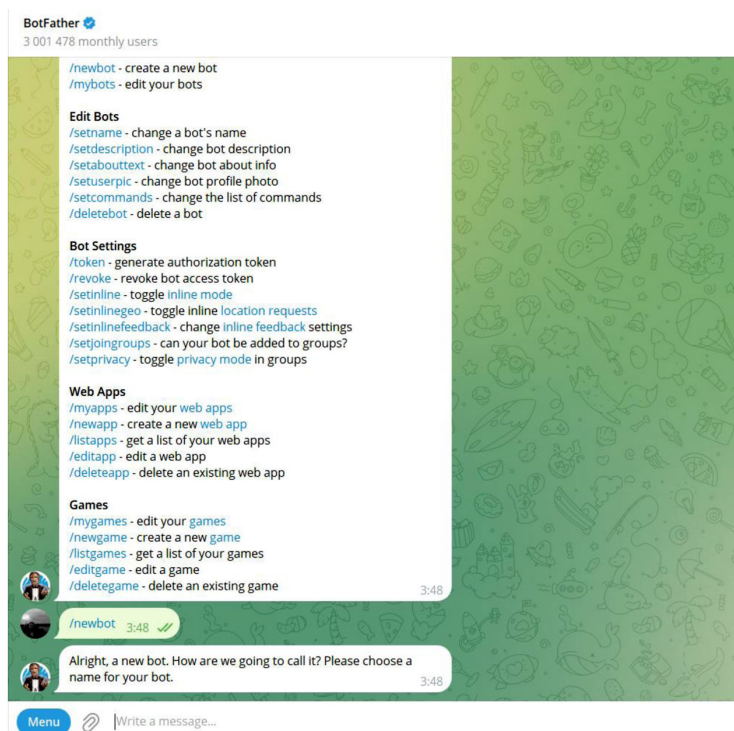 BotFather
3 001 478 monthly users
/newbot - create a new bot
/mybots - edit your bots
Edit Bots
/setname - change a bot's name
/setdescription - change bot description
/setabouttext - change bot about info
/setuserpic - change bot profile photo
/setcommands - change the list of commands
/deletebot - delete a bot
Bot Settings
/token - generate authorization token
/revoke - revoke bot access token
/setinline - toggle inline mode
/setinlinegeo - toggle inline location requests
/setinlinefeedback - change inline feedback settings
/setjoingroups - can your bot be added to groups?
/setprivacy - toggle privacy mode in groups
Web Apps
/myapps - edit your web apps
/newapp - create a new web app
/listapps - get a list of your web apps
/editapp - edit a web app
/deleteapp - delete an existing web app
Games
/mygames - edit your games
/newgame - create a new game
/listgames - get a list of your games
/editgame - edit a game
/deletegame - delete an existing game 3:48
/newbot 3:48
Alright, a new bot. How are we going to call it? Please choose a
name for your bot. 3:48
Menu Write a message...